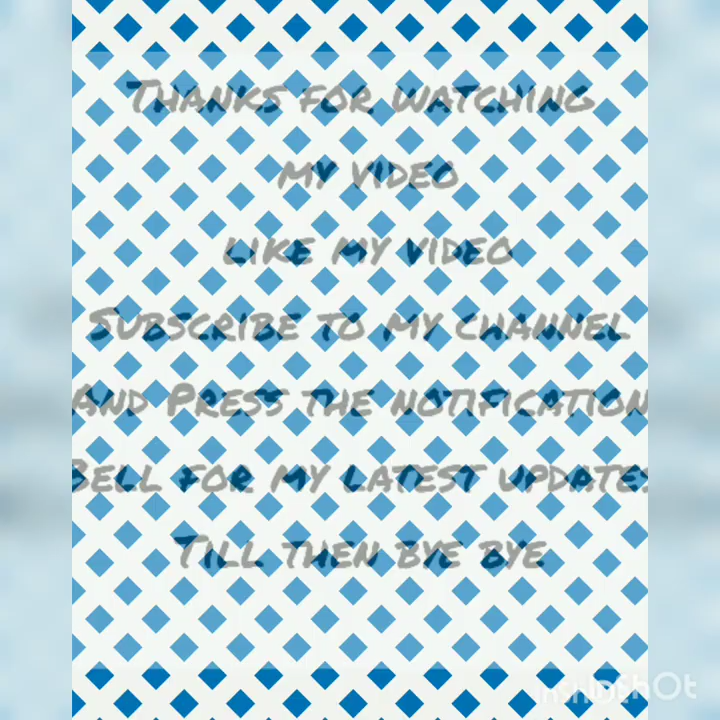 Thanks for watching
my video
like my video
Subscribe to my channel
And Press the notification
Bell for my latest updates
Till then bye bye
InShOt